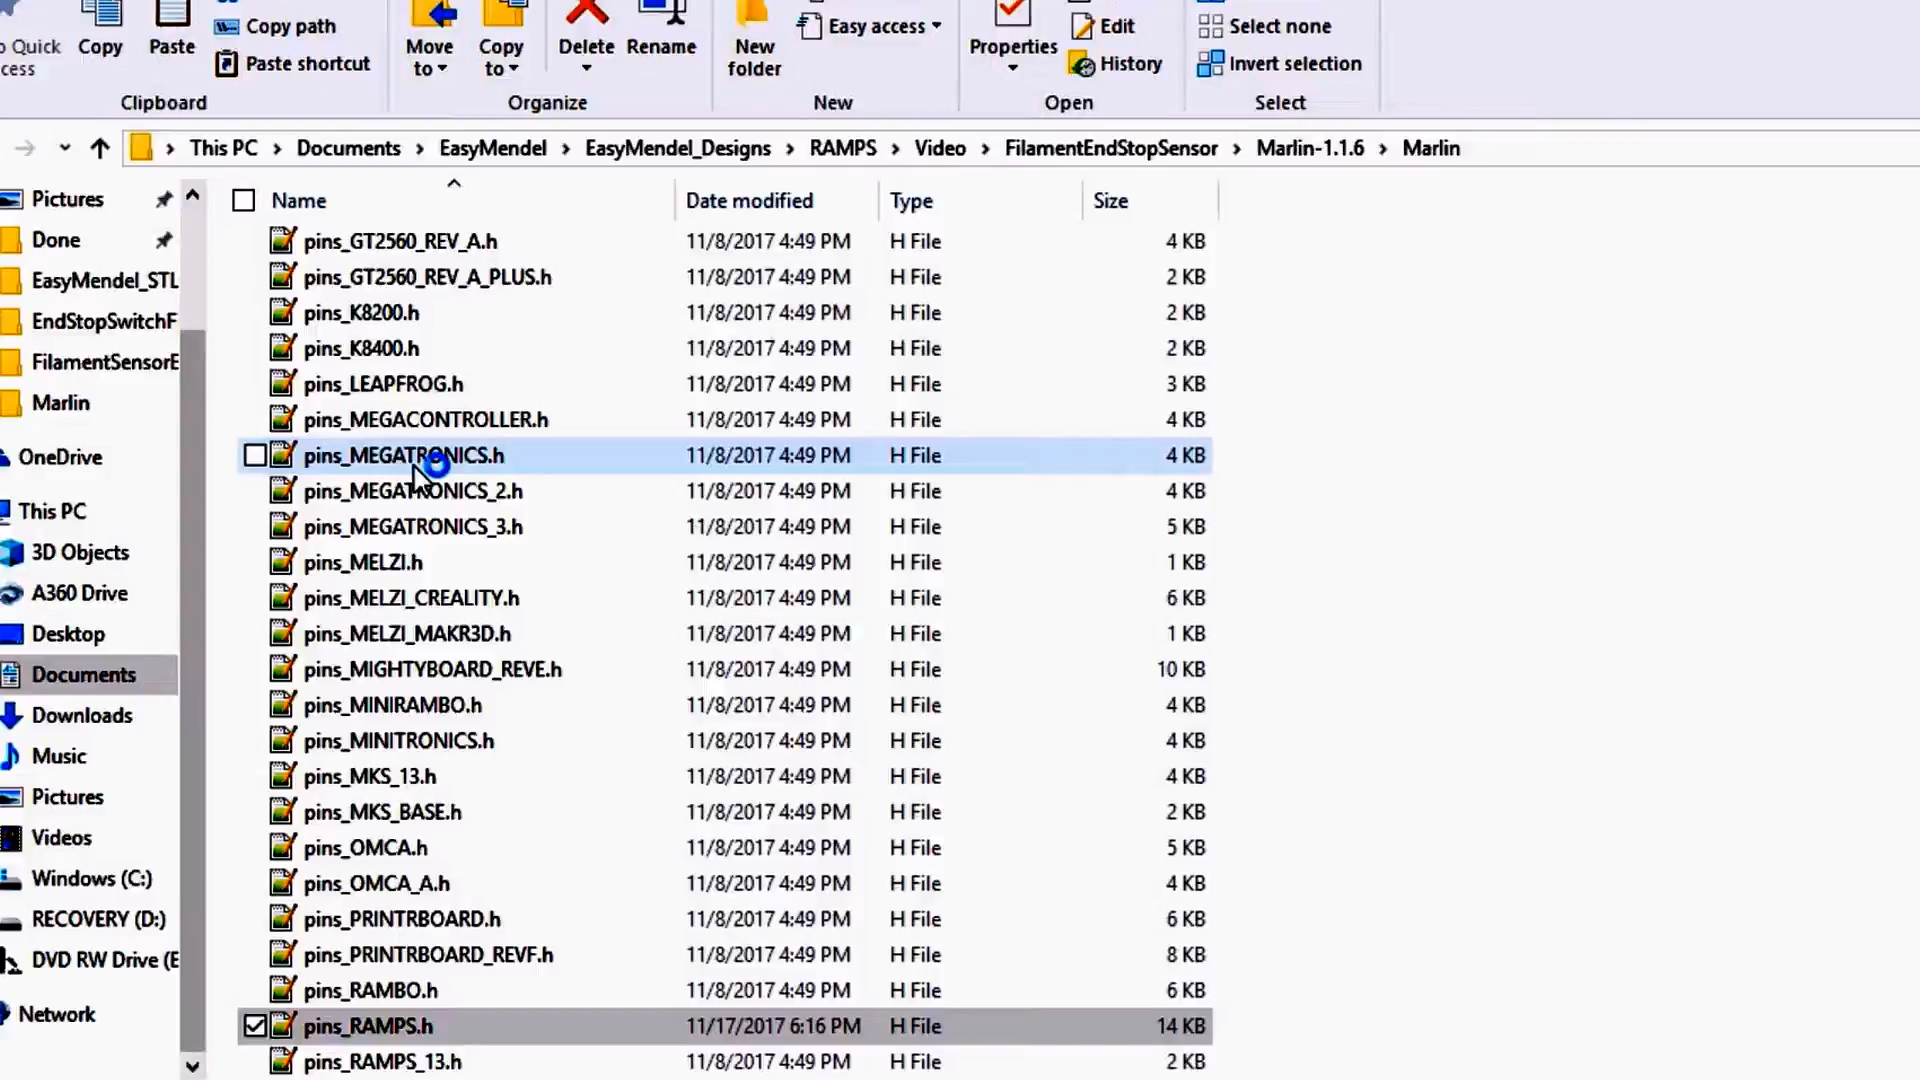 o Quick
cess
Copy
Paste
Copy path
Paste shortcut
Clipboard
Move
to
Copy
to
Delete
Rename
Organize
New
folder
Easy access
New
Properties
Edit
History
Open
Select none
Invert selection
Select
This PC > Documents > EasyMendel > EasyMendel_Designs > RAMPS > Video > FilamentEndStopSensor > Marlin-1.1.6 > Marlin
Pictures
Done
EasyMendel_STL
EndStopSwitchF
FilamentSensorE
Marlin
OneDrive
This PC
3D Objects
A360 Drive
Desktop
Documents
Downloads
Music
Pictures
Videos
Windows (C:)
RECOVERY (D:)
DVD RW Drive (E
Network
Name Date modified Type Size
pins_GT2560_REV_A.h 11/8/2017 4:49 PM H File 4 KB
pins_GT2560_REV_A_PLUS.h 11/8/2017 4:49 PM H File 2 KB
pins_K8200.h 11/8/2017 4:49 PM H File 2 KB
pins_K8400.h 11/8/2017 4:49 PM H File 2 KB
pins_LEAPFROG.h 11/8/2017 4:49 PM H File 3 KB
pins_MEGACONTROLLER.h 11/8/2017 4:49 PM H File 4 KB
pins_MEGATRONICS.h 11/8/2017 4:49 PM H File 4 KB
pins_MEGATRONICS_2.h 11/8/2017 4:49 PM H File 4 KB
pins_MEGATRONICS_3.h 11/8/2017 4:49 PM H File 5 KB
pins_MELZI.h 11/8/2017 4:49 PM H File 1 KB
pins_MELZI_CREALITY.h 11/8/2017 4:49 PM H File 6 KB
pins_MELZI_MAKR3D.h 11/8/2017 4:49 PM H File 1 KB
pins_MIGHTYBOARD_REVE.h 11/8/2017 4:49 PM H File 10 KB
pins_MINIRAMBO.h 11/8/2017 4:49 PM H File 4 KB
pins_MINITRONICS.h 11/8/2017 4:49 PM H File 4 KB
pins_MKS_13.h 11/8/2017 4:49 PM H File 4 KB
pins_MKS_BASE.h 11/8/2017 4:49 PM H File 2 KB
pins_OMCA.h 11/8/2017 4:49 PM H File 5 KB
pins_OMCA_A.h 11/8/2017 4:49 PM H File 4 KB
pins_PRINTRBOARD.h 11/8/2017 4:49 PM H File 6 KB
pins_PRINTRBOARD_REVF.h 11/8/2017 4:49 PM H File 8 KB
pins_RAMBO.h 11/8/2017 4:49 PM H File 6 KB
pins_RAMPS.h 11/17/2017 6:16 PM H File 14 KB
pins_RAMPS_13.h 11/8/2017 4:49 PM H File 2 KB